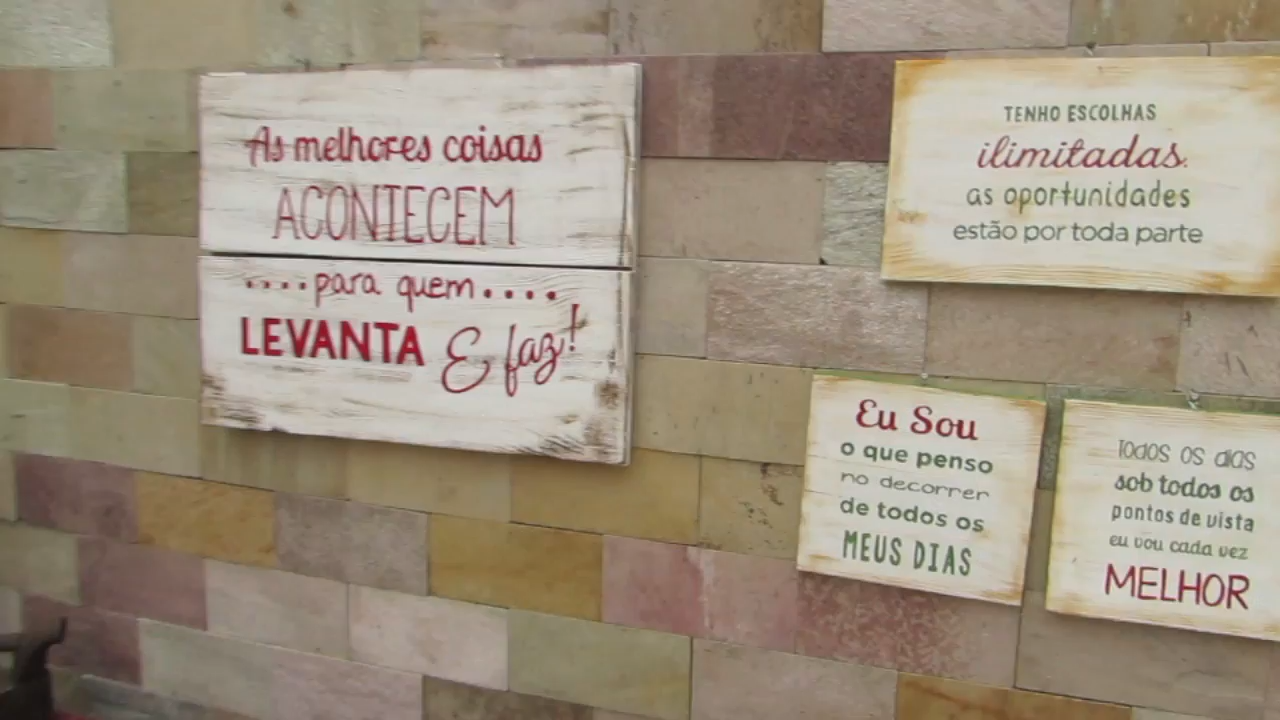 As melhores coisas
ACONTECEM
....para quem....
LEVANTA E faz!
TENHO ESCOLHAS
ilimitadas.
as oportunidades
estão por toda parte
Eu Sou
o que penso
no decorrer
de todos os
MEUS DIAS
Todos os dias
sob todos os
pontos de vista
eu vou cada vez
MELHOR